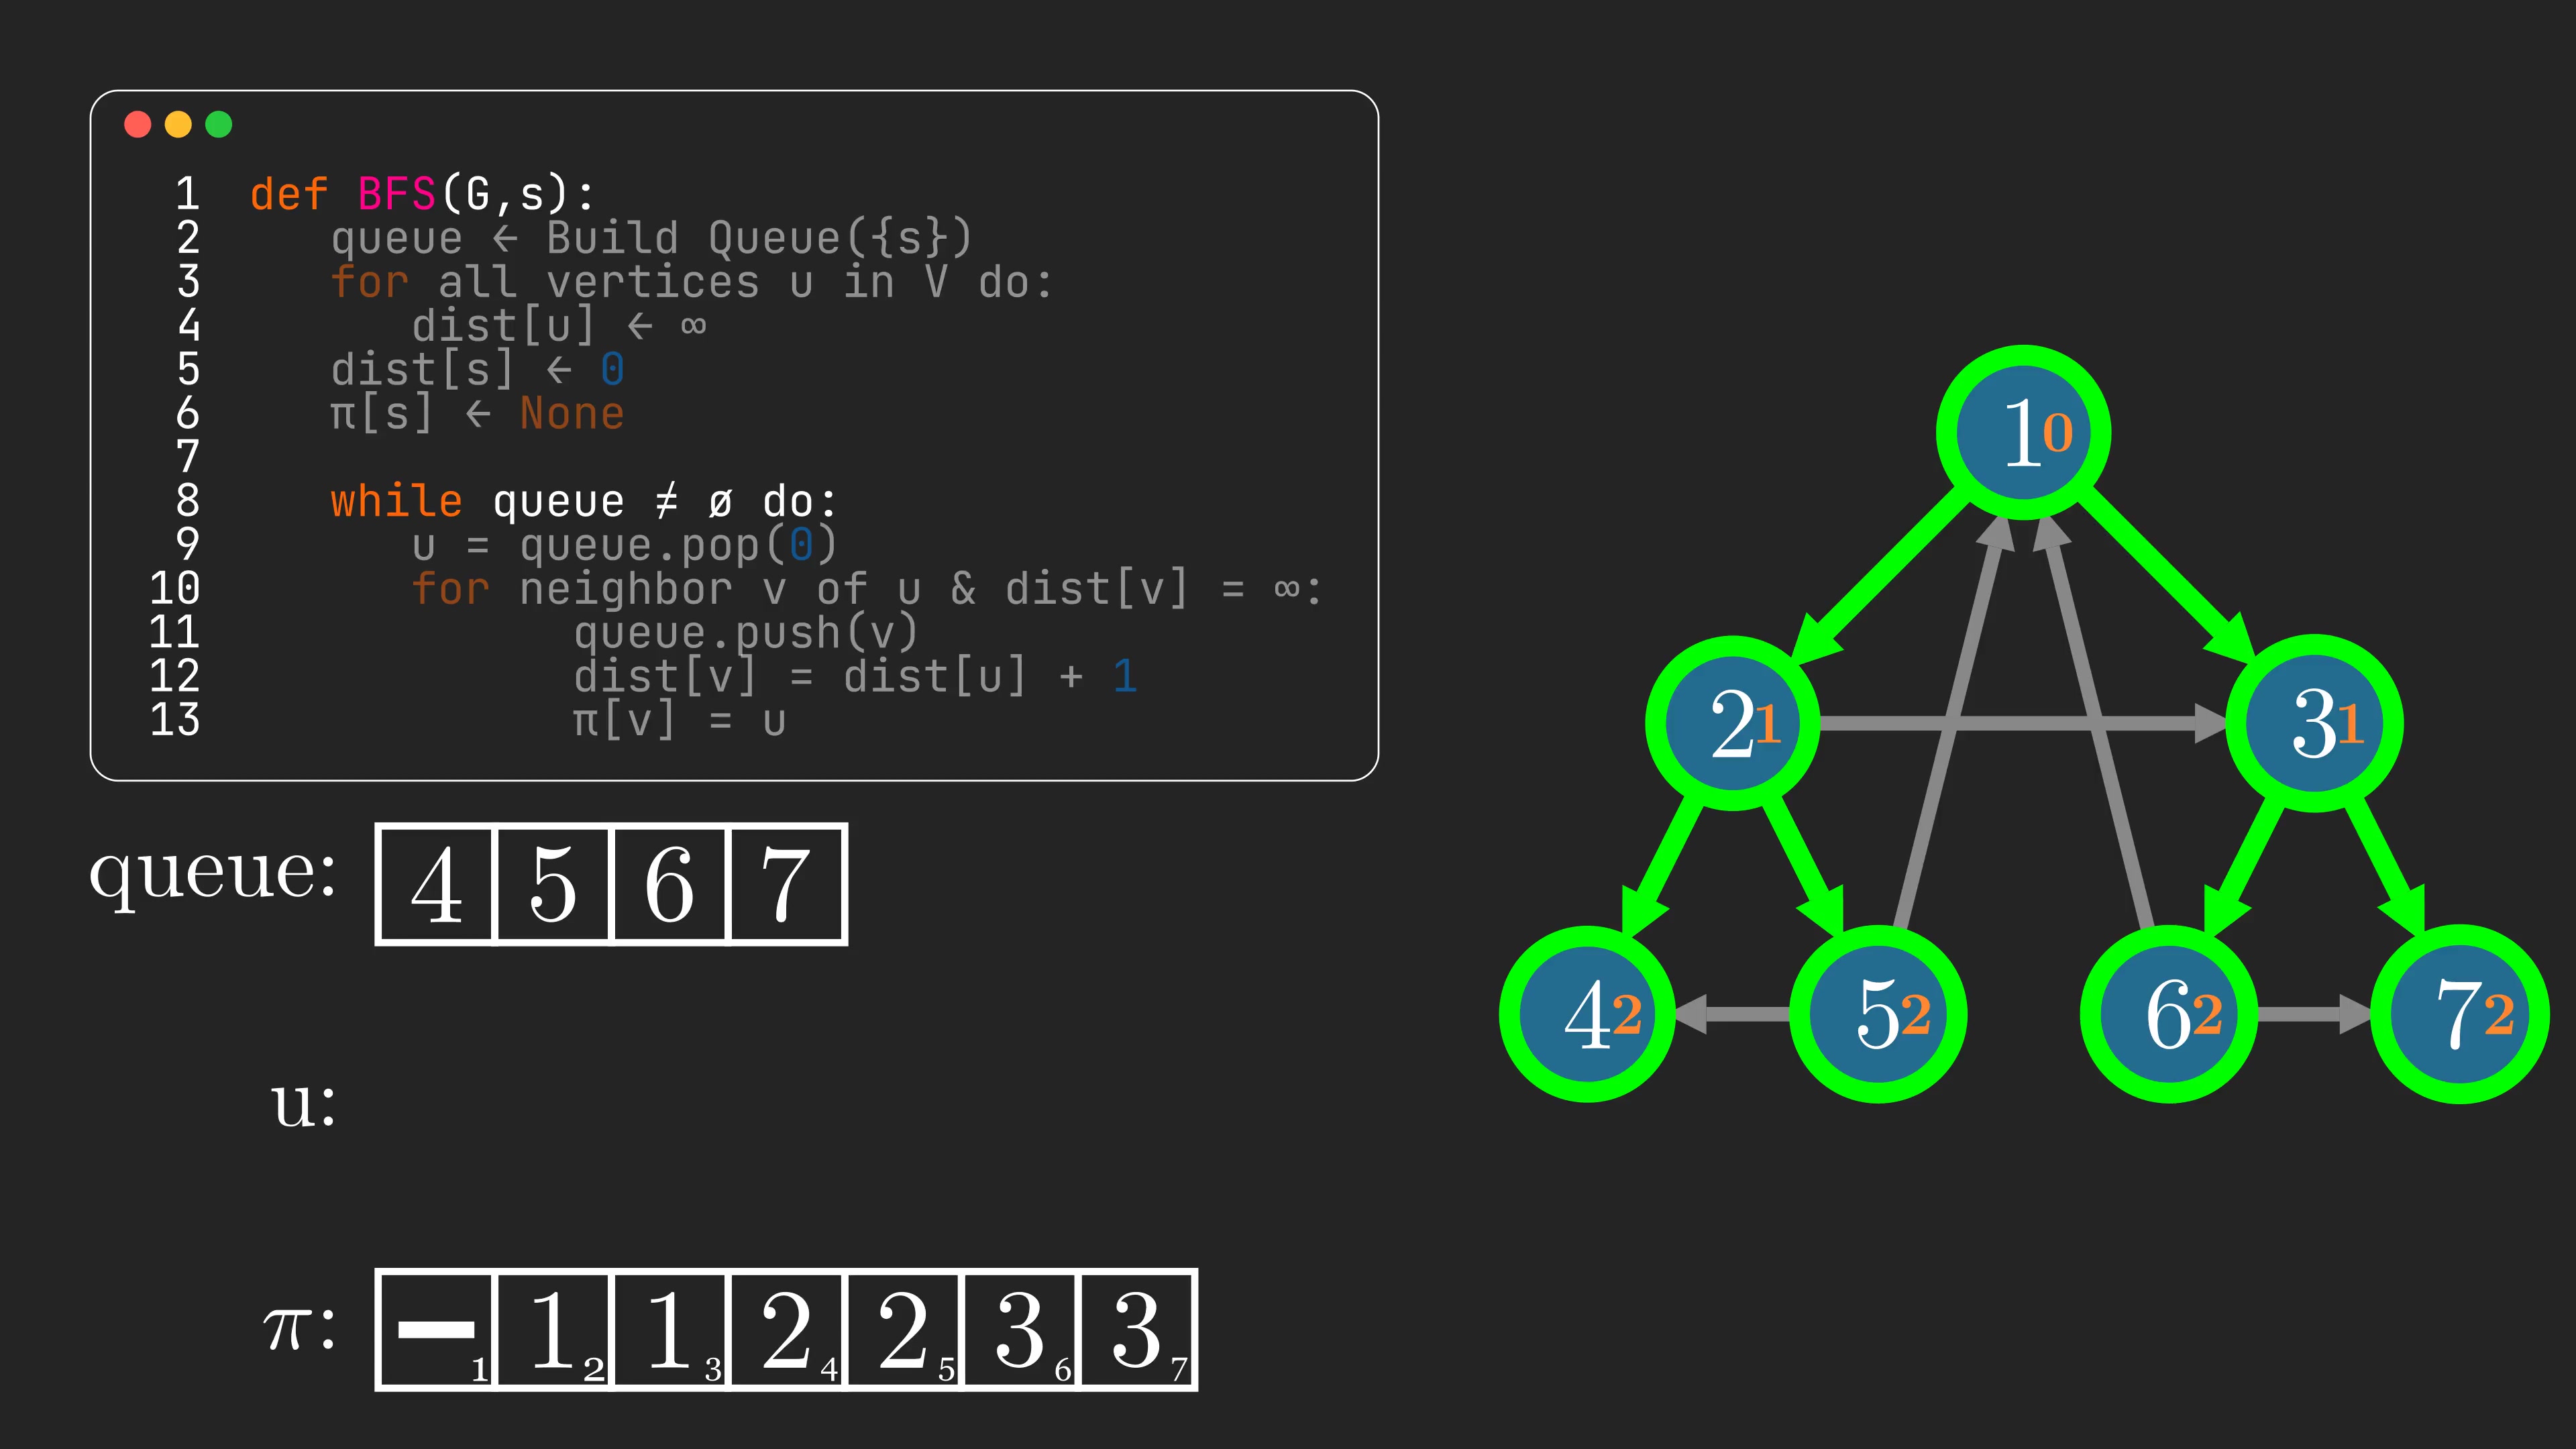 1 def BFS(G,s):
2 queue ← Build Queue({s})
3 for all vertices u in V do:
4 dist[u] ← ∞
5 dist[s] ← 0
6 π[s] ← None
7
8 while queue ≠ ø do:
9 u = queue.pop(0)
10 for neighbor v of u & dist[v] = ∞:
11 queue.push(v)
12 dist[v] = dist[u] + 1
13 π[v] = u
queue: 4 5 6 7
u:
π: – 1 1 2 2 3 3
1 2 3 4 5 6 7
1 0
2 1 3 1
4 2 5 2 6 2 7 2